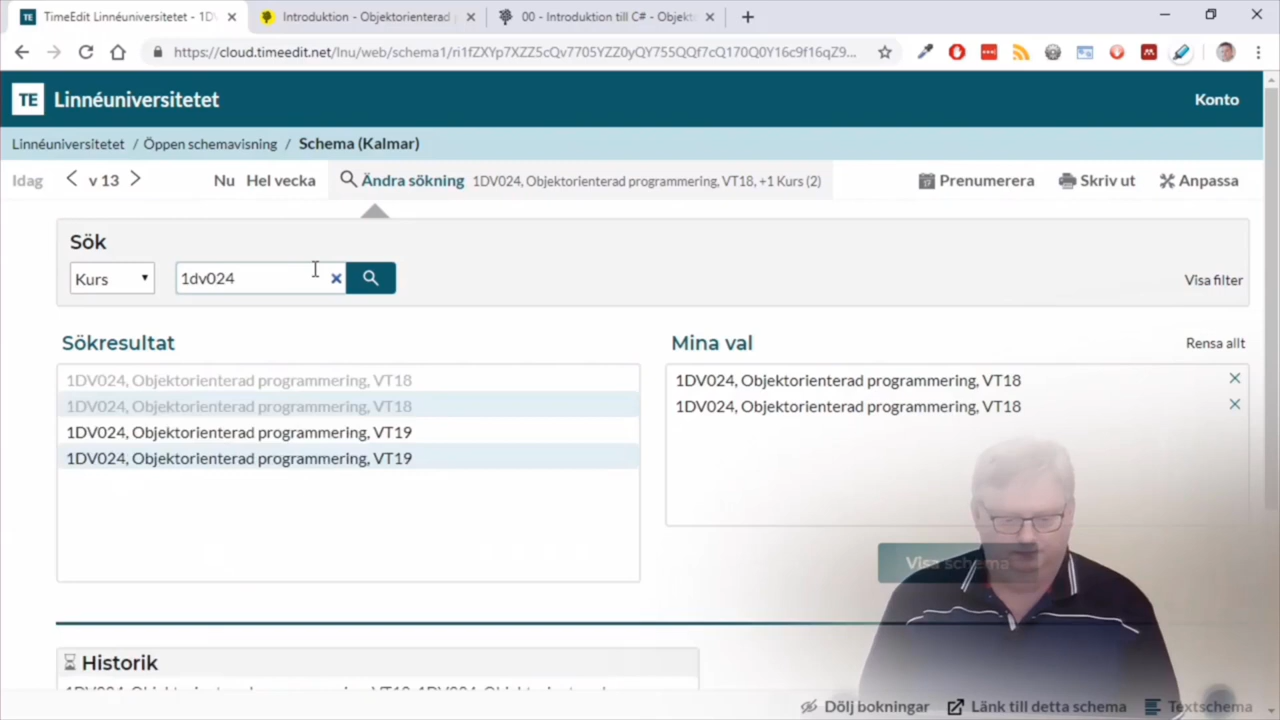 TE TimeEdit Linnéuniversitetet - 1D
Introduktion - Objektorienterad
00 - Introduktion till C# - Objekt
https://cloud.timeedit.net/lnu/web/schema1/ri1fZXYp7XZZ5cQv7705YZZ0yQY755QQf7cQ170Q0Y16c9f16qZ9...
TE Linnéuniversitetet
Konto
Linnéuniversitetet / Öppen schemavisning / Schema (Kalmar)
Idag < v 13 > Nu Hel vecka Ändra sökning 1DV024, Objektorienterad programmering, VT18, +1 Kurs (2) Prenumerera Skriv ut Anpassa
Sök
Kurs 1dv024 Visa filter
Sökresultat
1DV024, Objektorienterad programmering, VT18
1DV024, Objektorienterad programmering, VT18
1DV024, Objektorienterad programmering, VT19
1DV024, Objektorienterad programmering, VT19
Mina val Rensa allt
1DV024, Objektorienterad programmering, VT18
1DV024, Objektorienterad programmering, VT18
Visa schema
Historik
Dölj bokningar Länk till detta schema Textschema